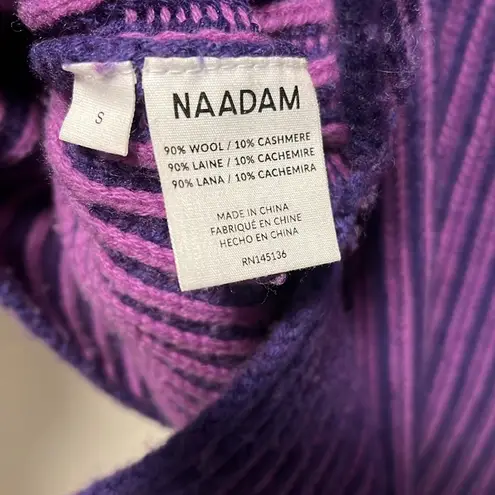 S
NAADAM
90% WOOL / 10% CASHMERE
90% LAINE / 10% CACHEMIRE
90% LANA / 10% CACHEMIRA
MADE IN CHINA
FABRIQUÉ EN CHINE
HECHO EN CHINA
RN145136